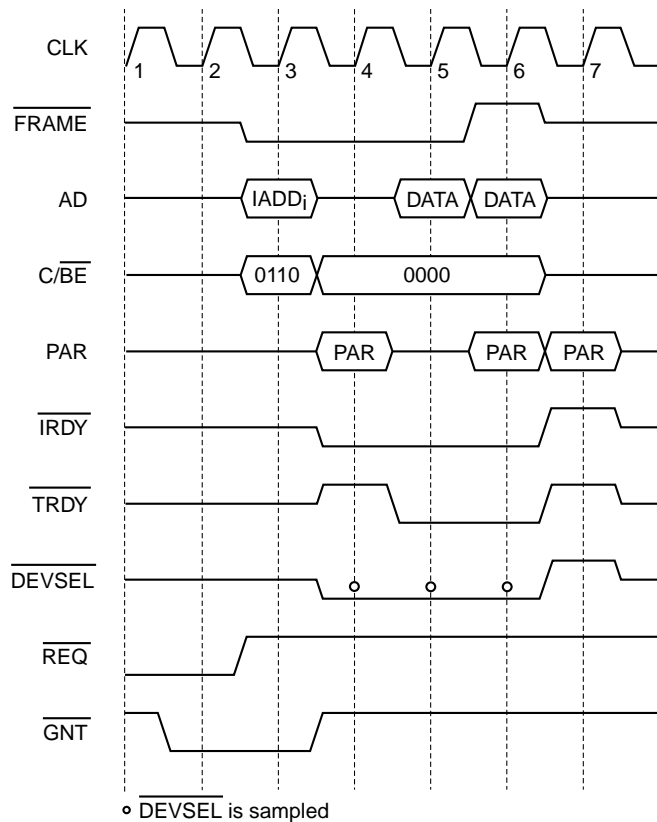 CLK
1 2 3 4 5 6 7
FRAME
AD IADDi DATA DATA
C/BE 0110 0000
PAR PAR PAR PAR
IRDY
TRDY
DEVSEL
REQ
GNT
DEVSEL is sampled